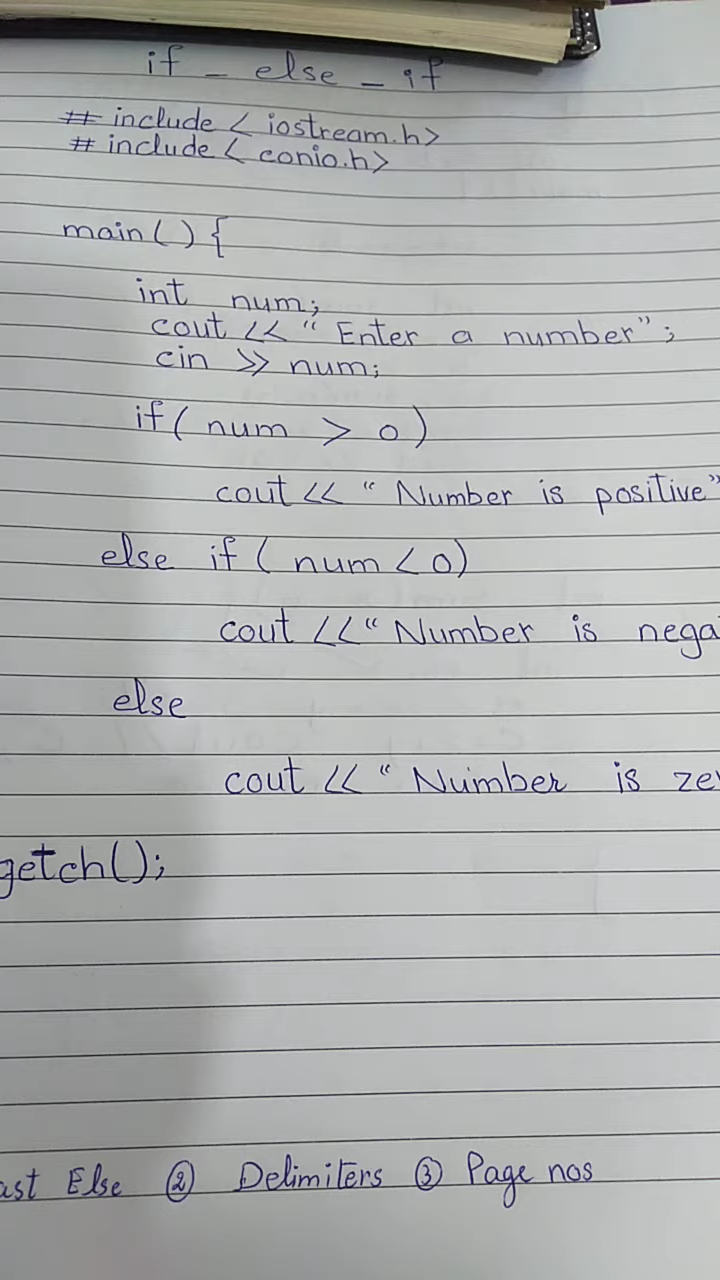 if - else - if
# include < iostream.h>
# include < conio.h>
main() {
int num;
cout << "Enter a number";
cin >> num;
if( num > 0)
cout << "Number is positive"
else if ( num < 0)
cout << "Number is nega
else
cout << "Number is ze
getch();
ast Else ② Delimiters ③ Page nos